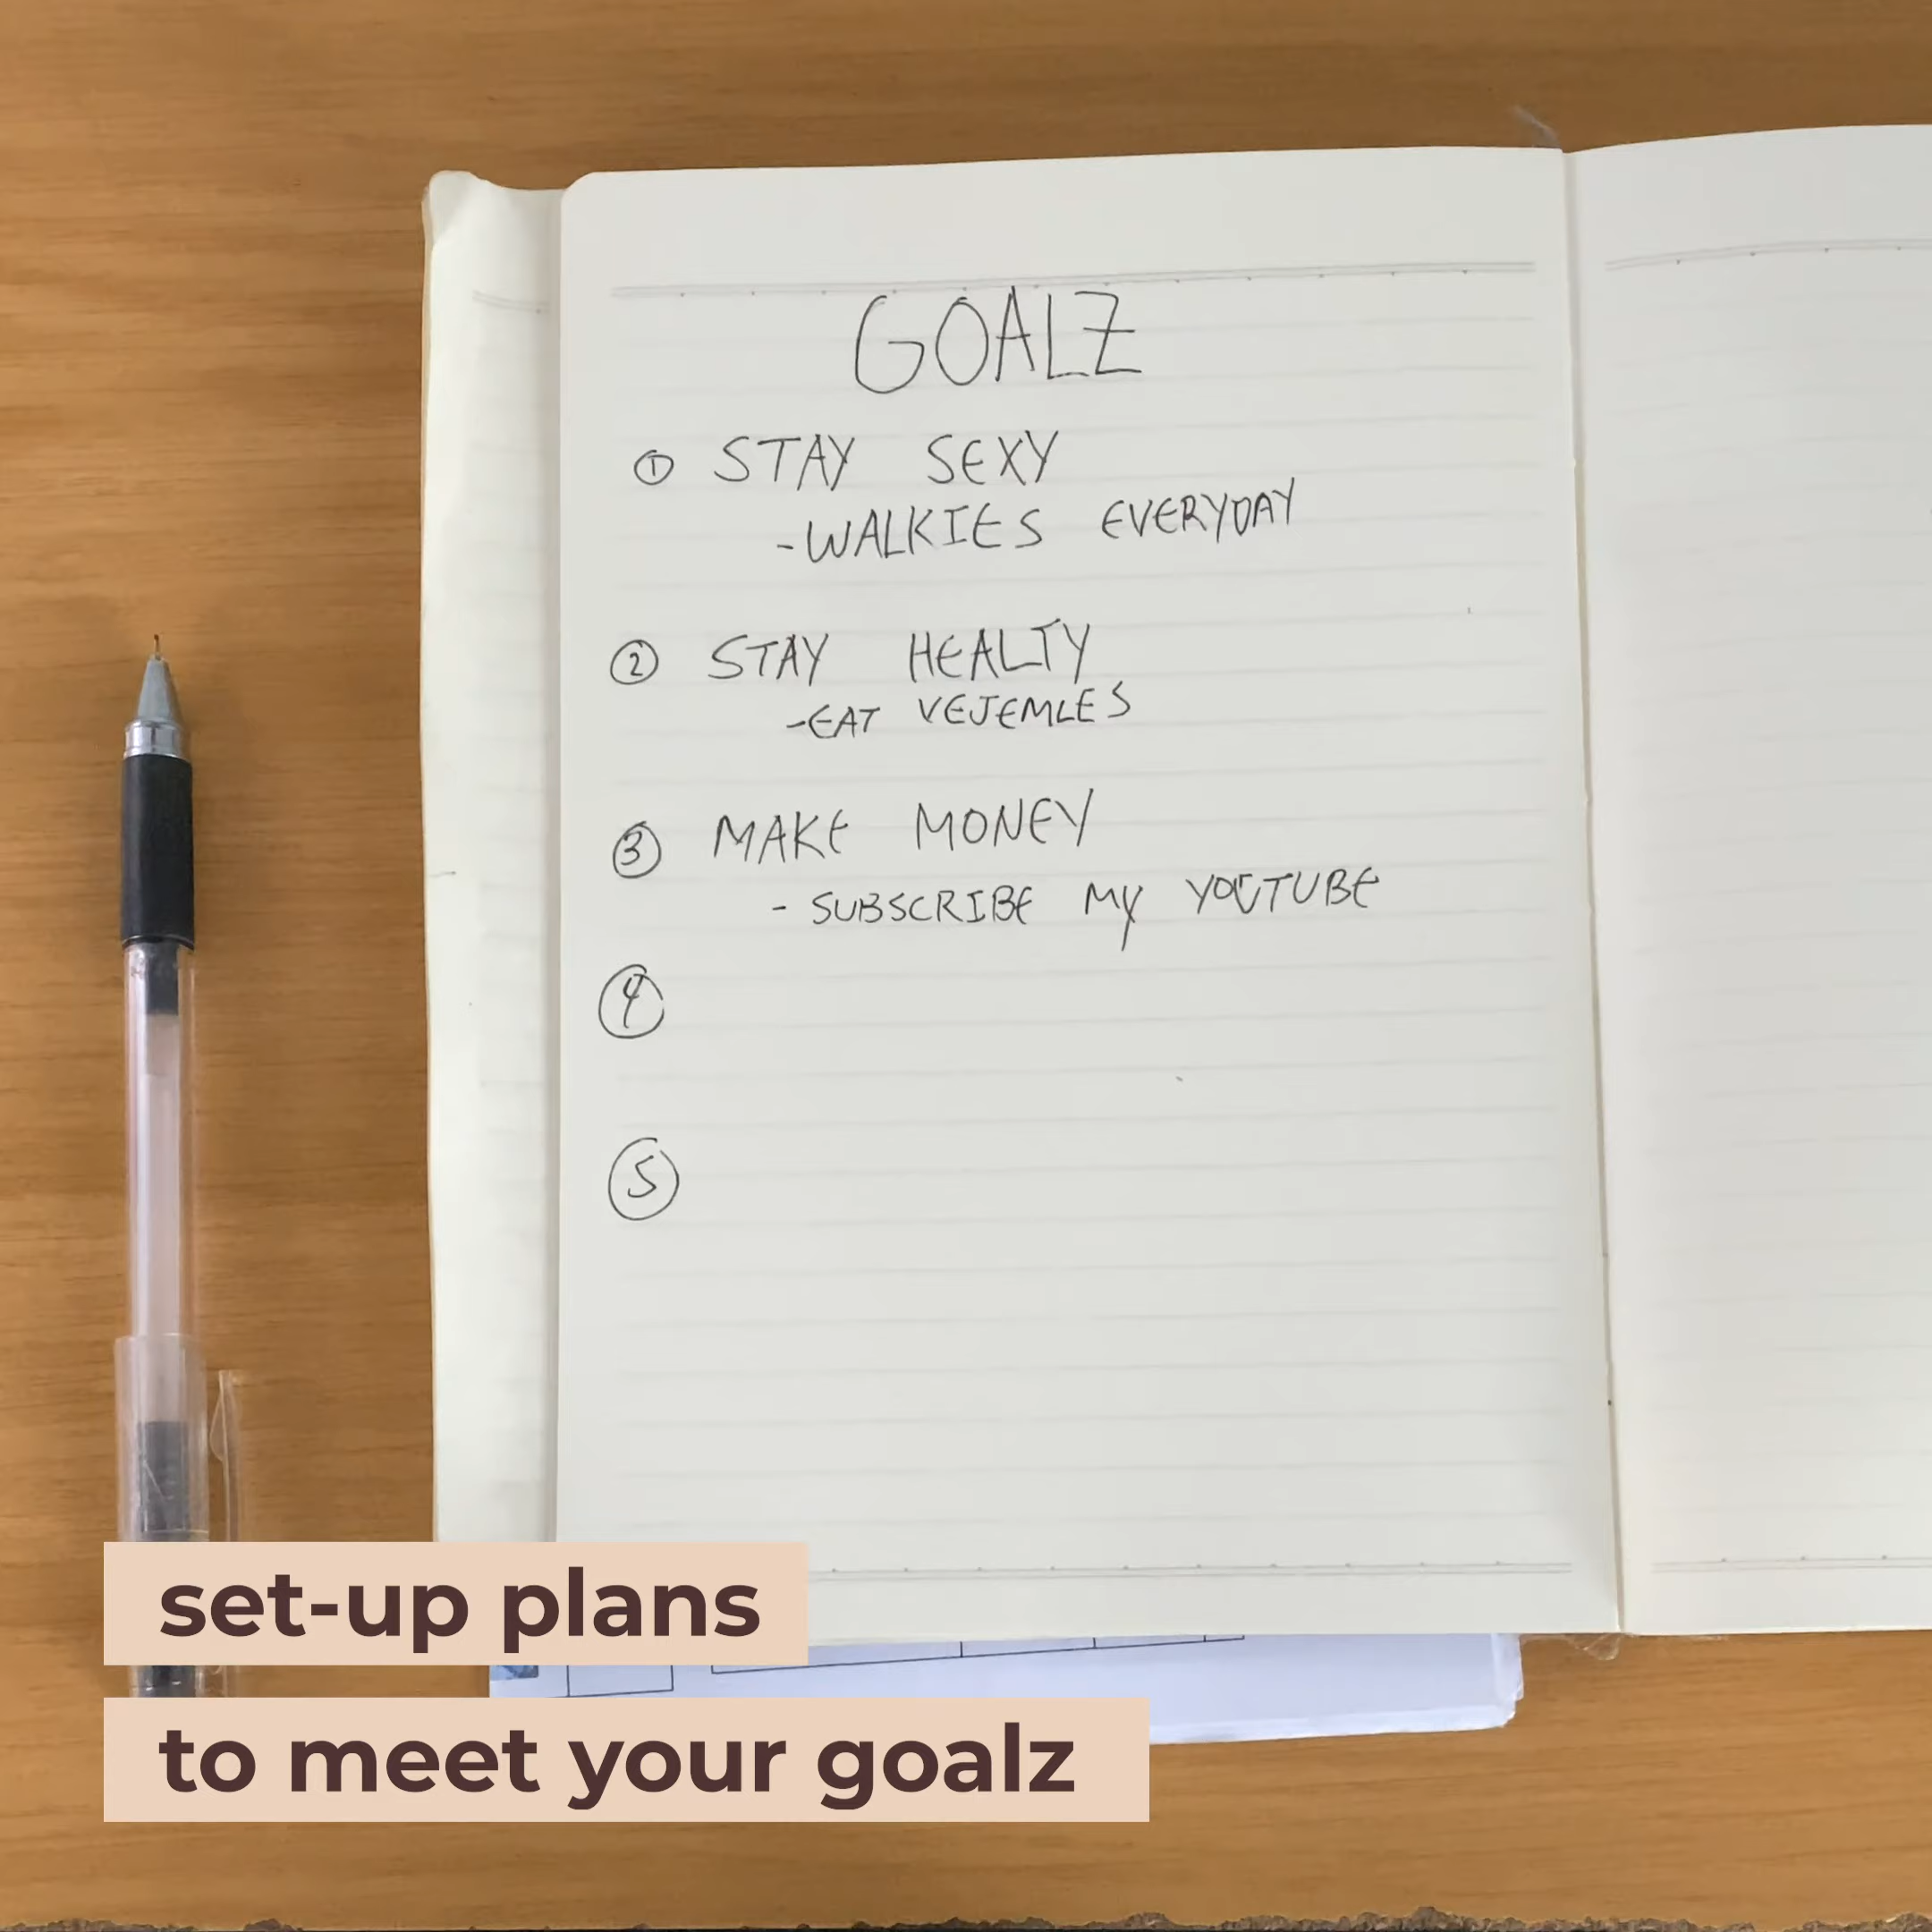 GOALZ
① STAY SEXY
- WALKIES EVERYDAY
② STAY HEALTY
- EAT VEJEMLES
③ MAKE MONEY
- SUBSCRIBE MY YOUTUBE
④
⑤
set-up plans
to meet your goalz